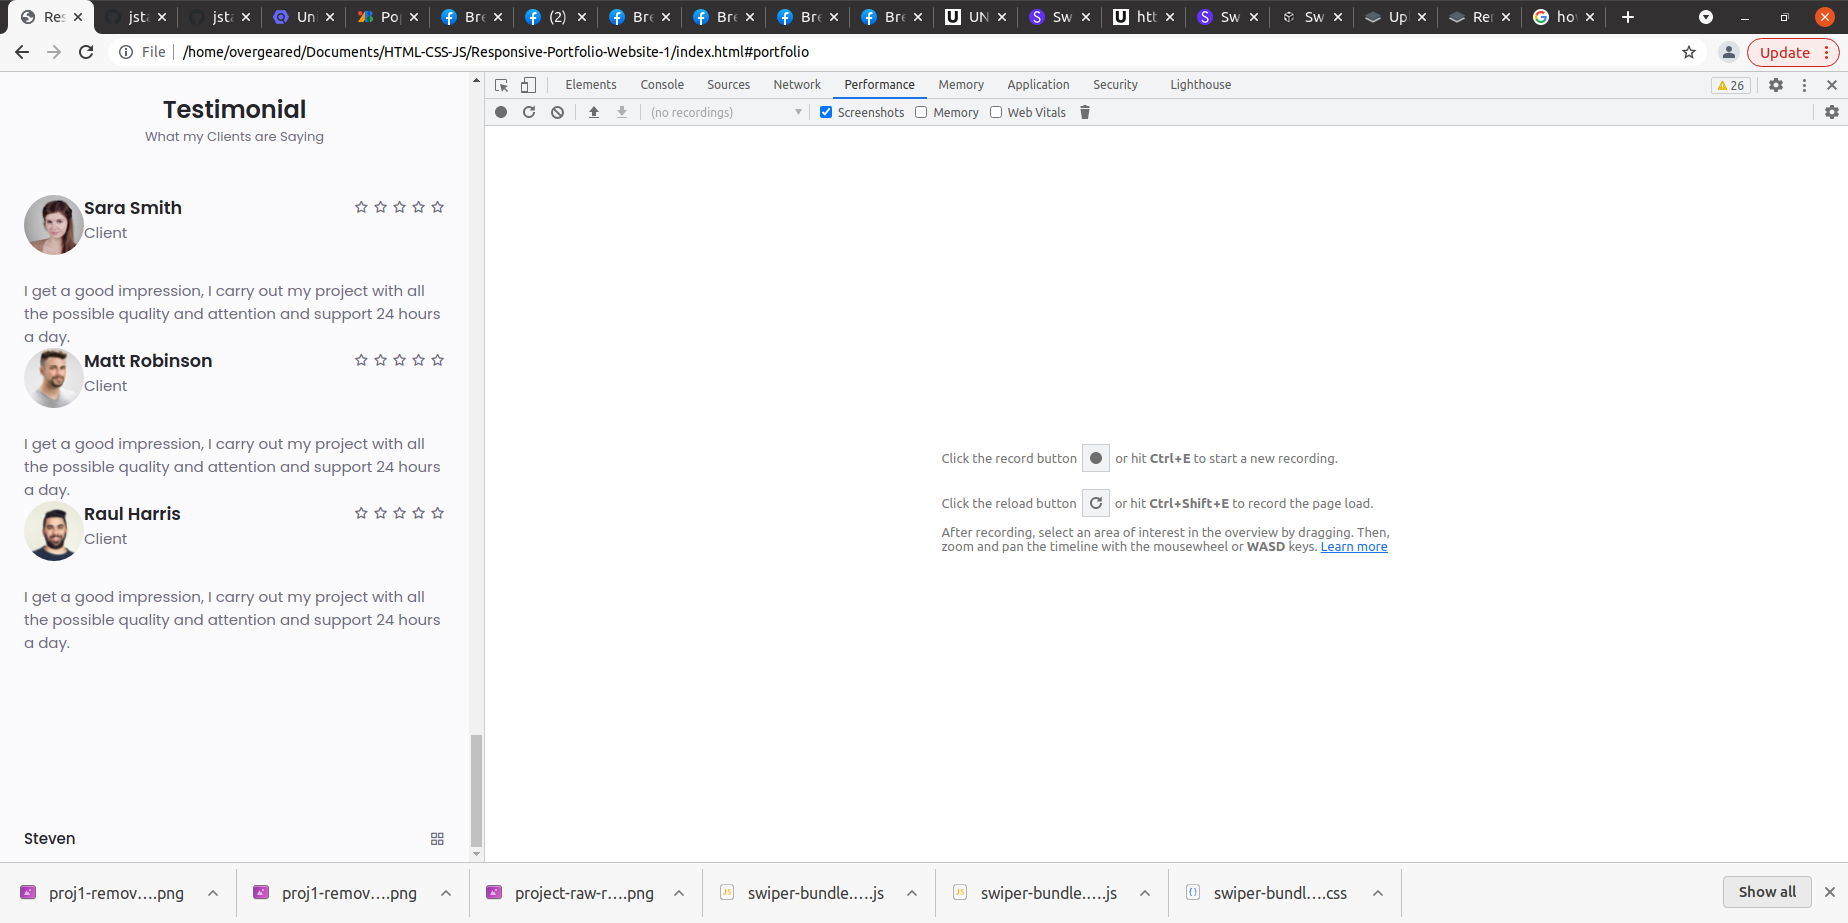 Res jsta jsta Uni Pop Bre (2) Bre Bre Bre Bre UN Sw htt Sw Sw Upl Rer hov
File /home/overgeared/Documents/HTML-CSS-JS/Responsive-Portfolio-Website-1/index.html#portfolio Update
Elements Console Sources Network Performance Memory Application Security Lighthouse 26
(no recordings) Screenshots Memory Web Vitals
Testimonial
What my Clients are Saying
Sara Smith
Client
I get a good impression, I carry out my project with all
the possible quality and attention and support 24 hours
a day.
Matt Robinson
Client
I get a good impression, I carry out my project with all
the possible quality and attention and support 24 hours
a day.
Raul Harris
Client
I get a good impression, I carry out my project with all
the possible quality and attention and support 24 hours
a day.
Steven
Click the record button or hit Ctrl+E to start a new recording.
Click the reload button or hit Ctrl+Shift+E to record the page load.
After recording, select an area of interest in the overview by dragging. Then,
zoom and pan the timeline with the mousewheel or WASD keys. Learn more
proj1-remov....png proj1-remov....png project-raw-r....png swiper-bundle.....js swiper-bundle.....js swiper-bundl....css Show all